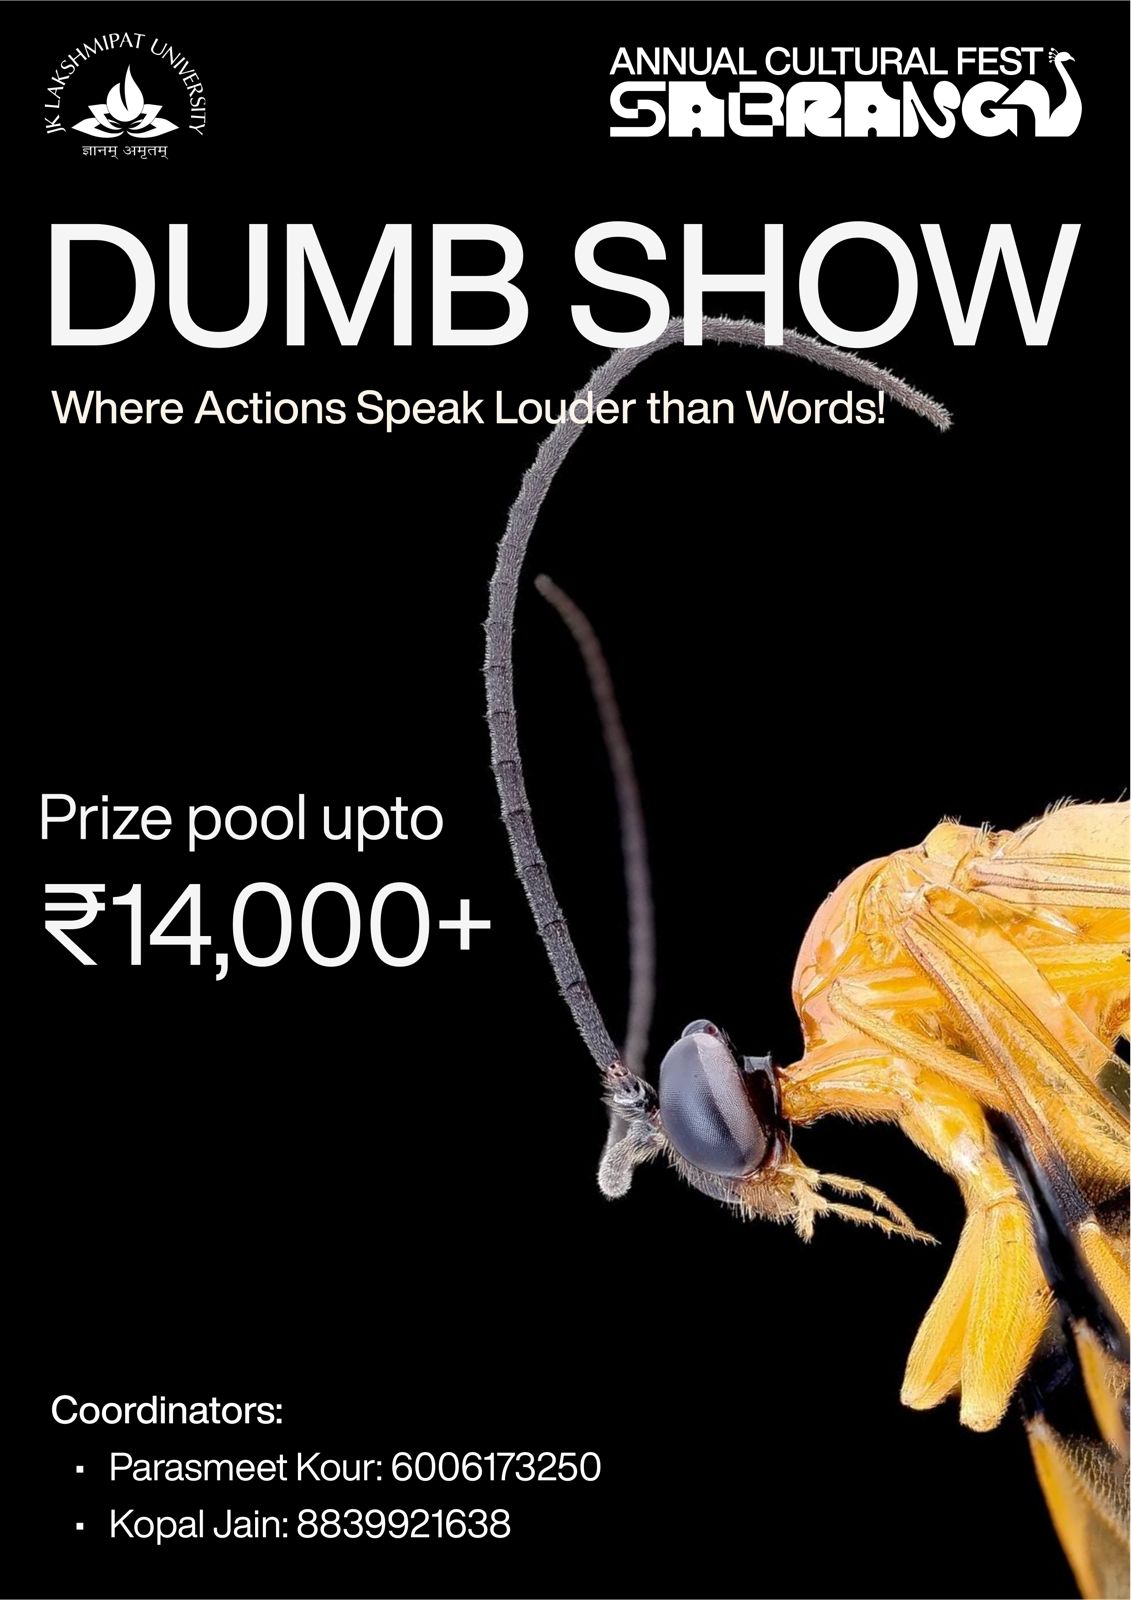 JK LAKSHMIPAT UNIVERSITY
ज्ञानम् अमृतम्
ANNUAL CULTURAL FEST
SABRANG
DUMB SHOW
Where Actions Speak Louder than Words!
Prize pool upto
₹14,000+
Coordinators:
▪ Parasmeet Kour: 6006173250
▪ Kopal Jain: 8839921638